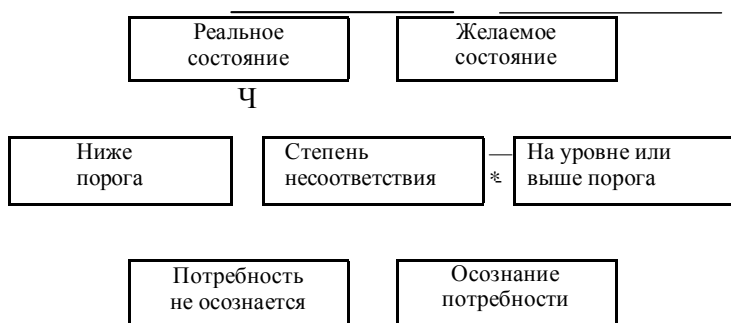 Реальное
состояние
Желаемое
состояние
Ч
Ниже
порога
Степень
несоответствия
— *
На уровне или
выше порога
Потребность
не осознается
Осознание
потребности